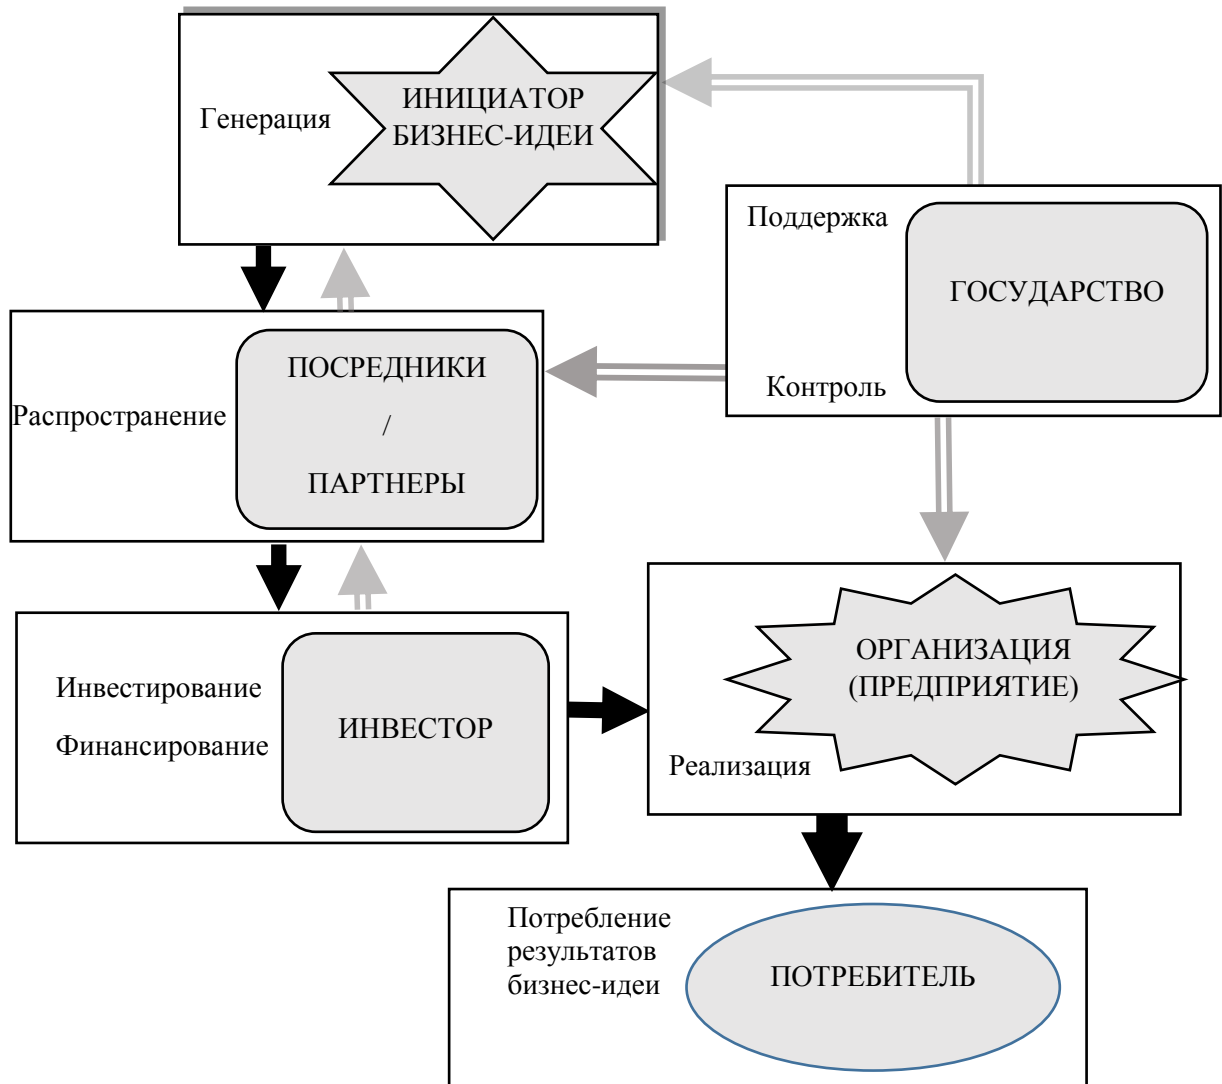 Генерация
ИНИЦИАТОР
БИЗНЕС-ИДЕИ
Поддержка
ГОСУДАРСТВО
Контроль
Распространение
ПОСРЕДНИКИ
/
ПАРТНЕРЫ
Инвестирование
Финансирование
ИНВЕСТОР
ОРГАНИЗАЦИЯ
(ПРЕДПРИЯТИЕ)
Реализация
Потребление
результатов
бизнес-идеи
ПОТРЕБИТЕЛЬ